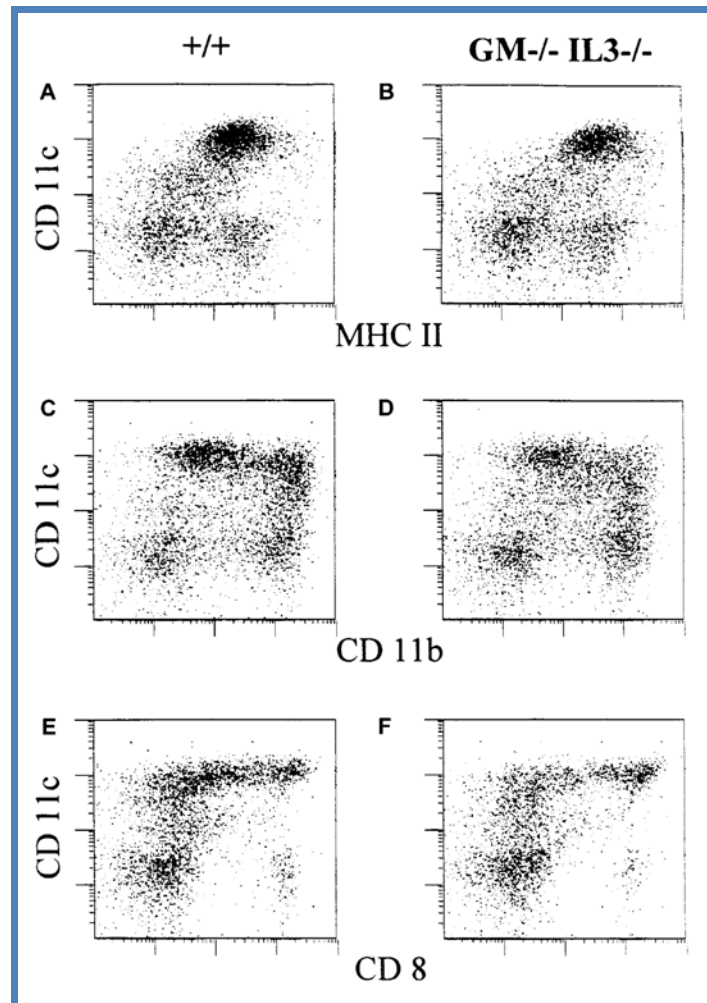 +/+ GM-/- IL3-/-
A B
CD 11c
MHC II
C D
CD 11c
CD 11b
E F
CD 11c
CD 8